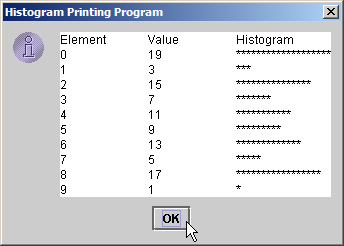 Histogram Printing Program
Element Value Histogram
0 19 *******************
1 3 ***
2 15 ***************
3 7 *******
4 11 ***********
5 9 *********
6 13 *************
7 5 *****
8 17 *****************
9 1 *
OK